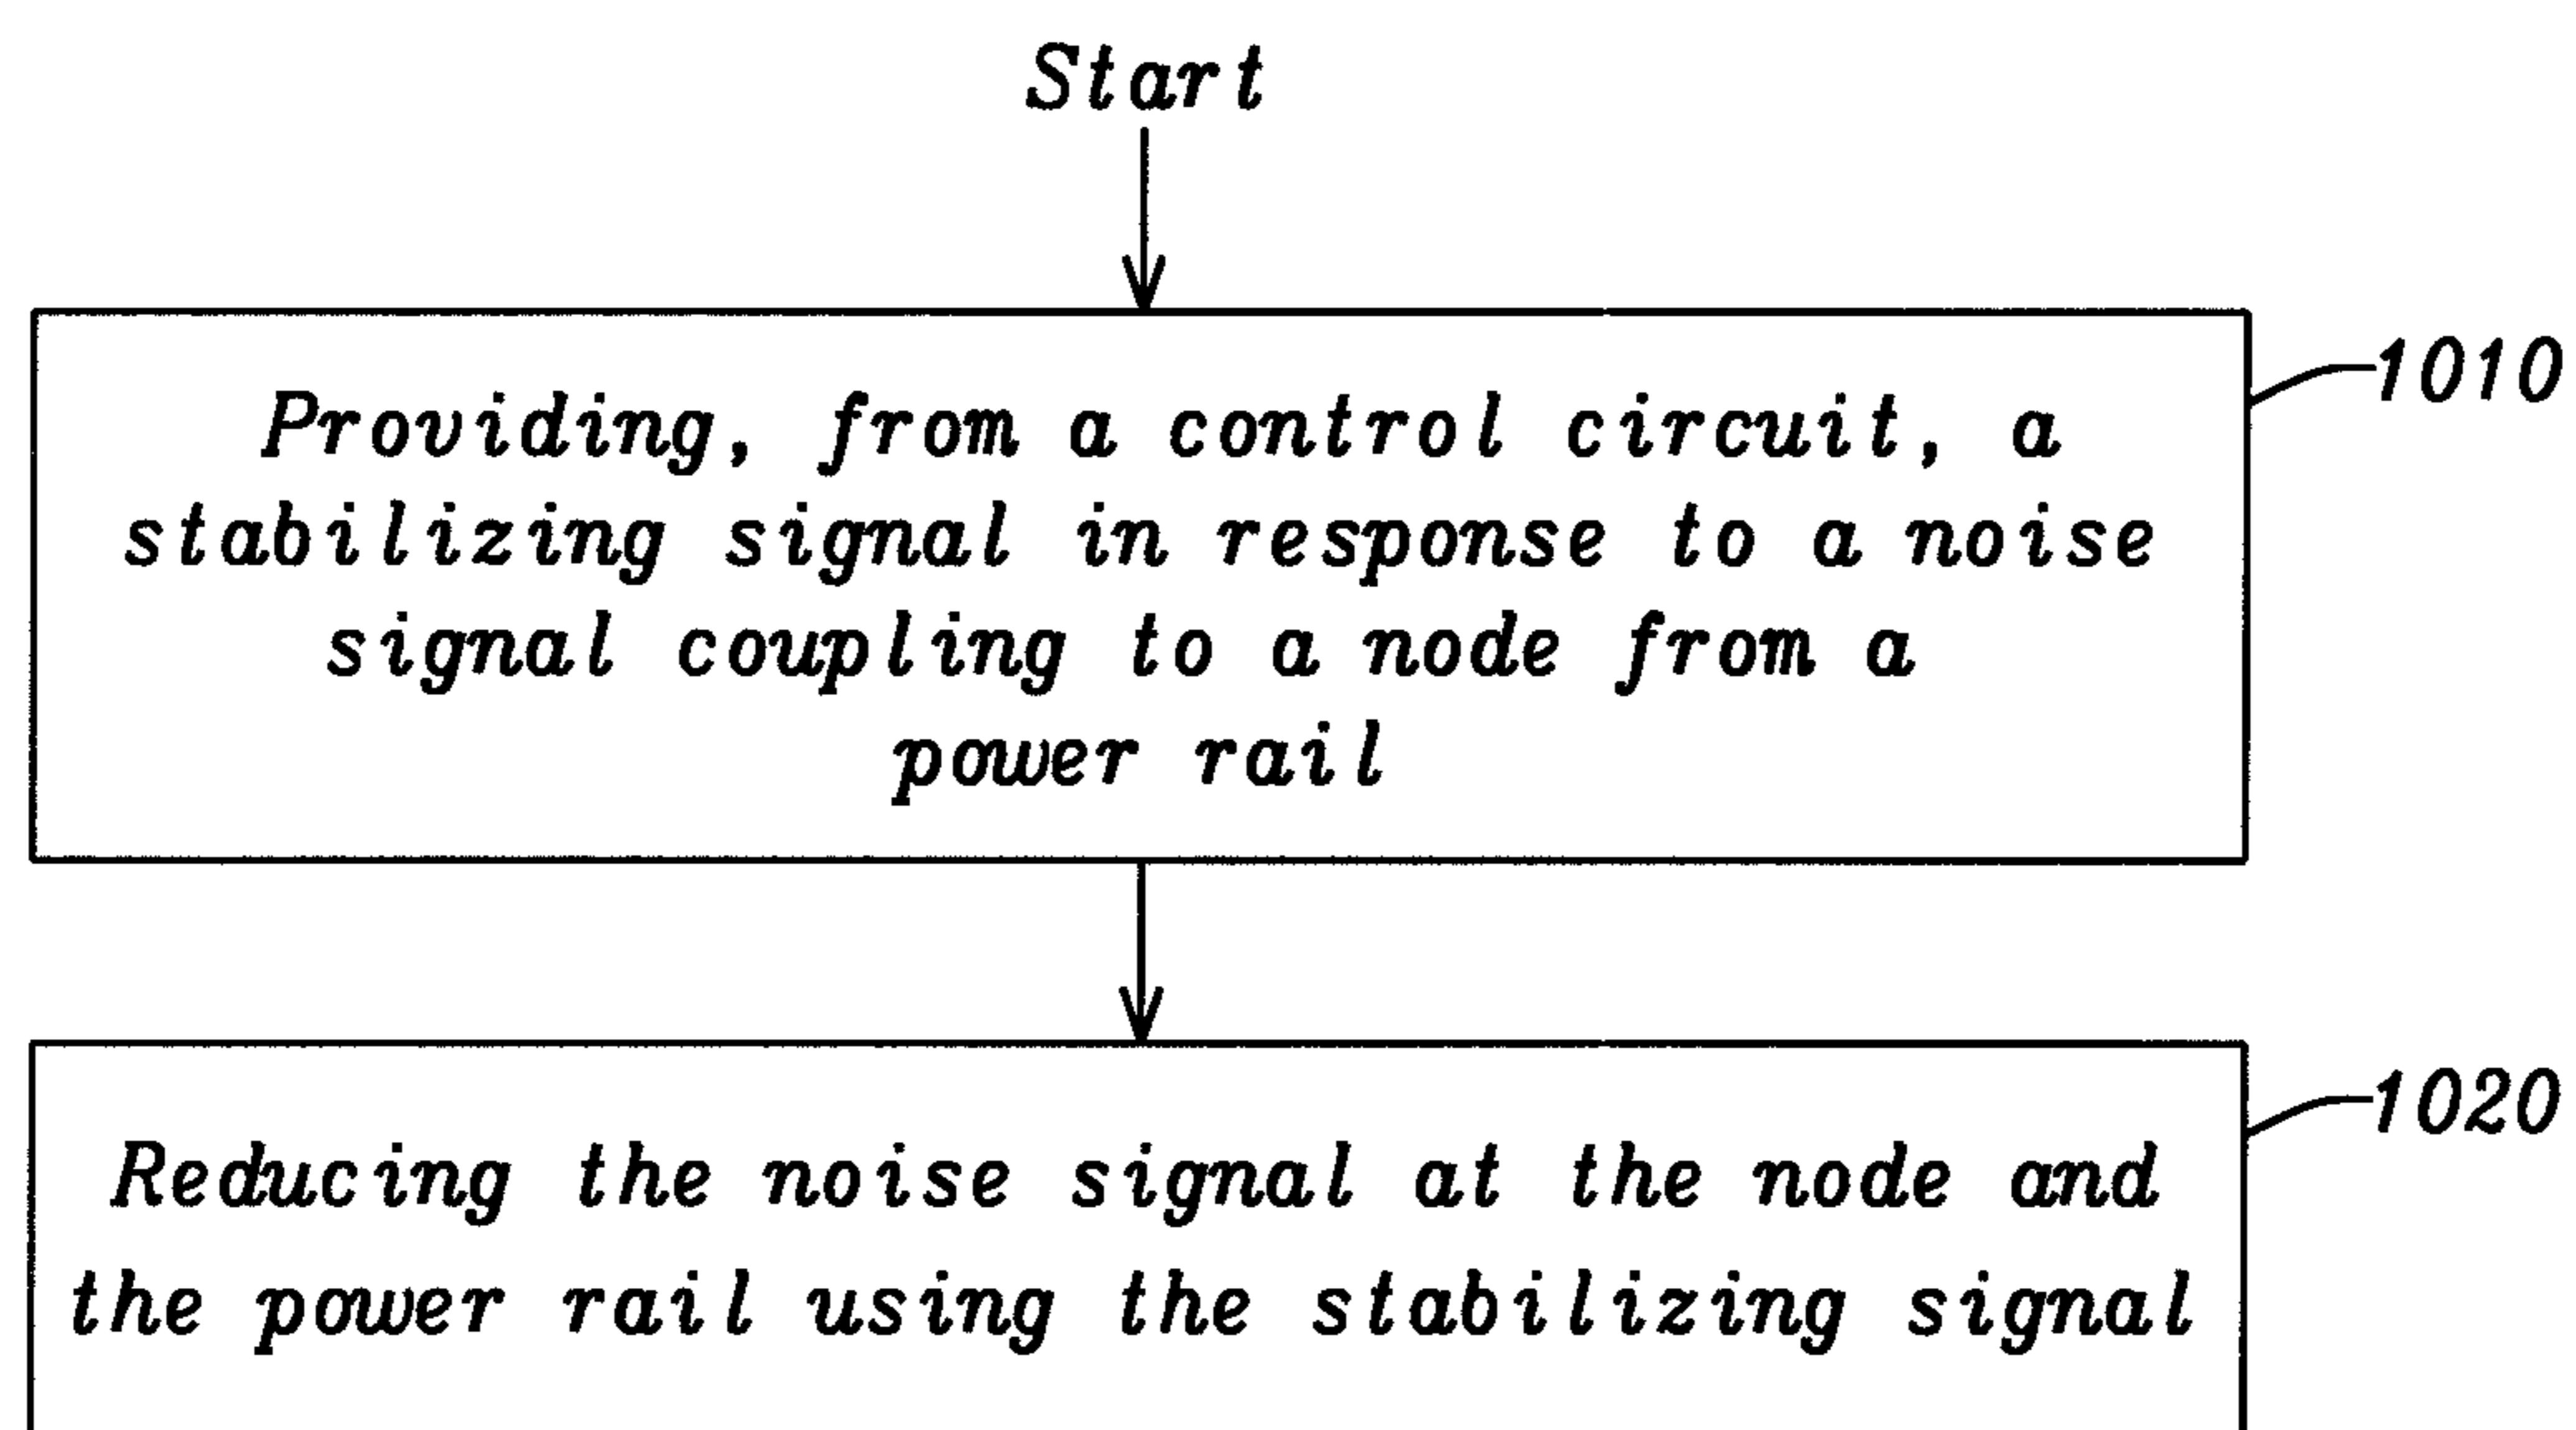 Start
1010
Providing, from a control circuit, a
stabilizing signal in response to a noise
signal coupling to a node from a
power rail
1020
Reducing the noise signal at the node and
the power rail using the stabilizing signal